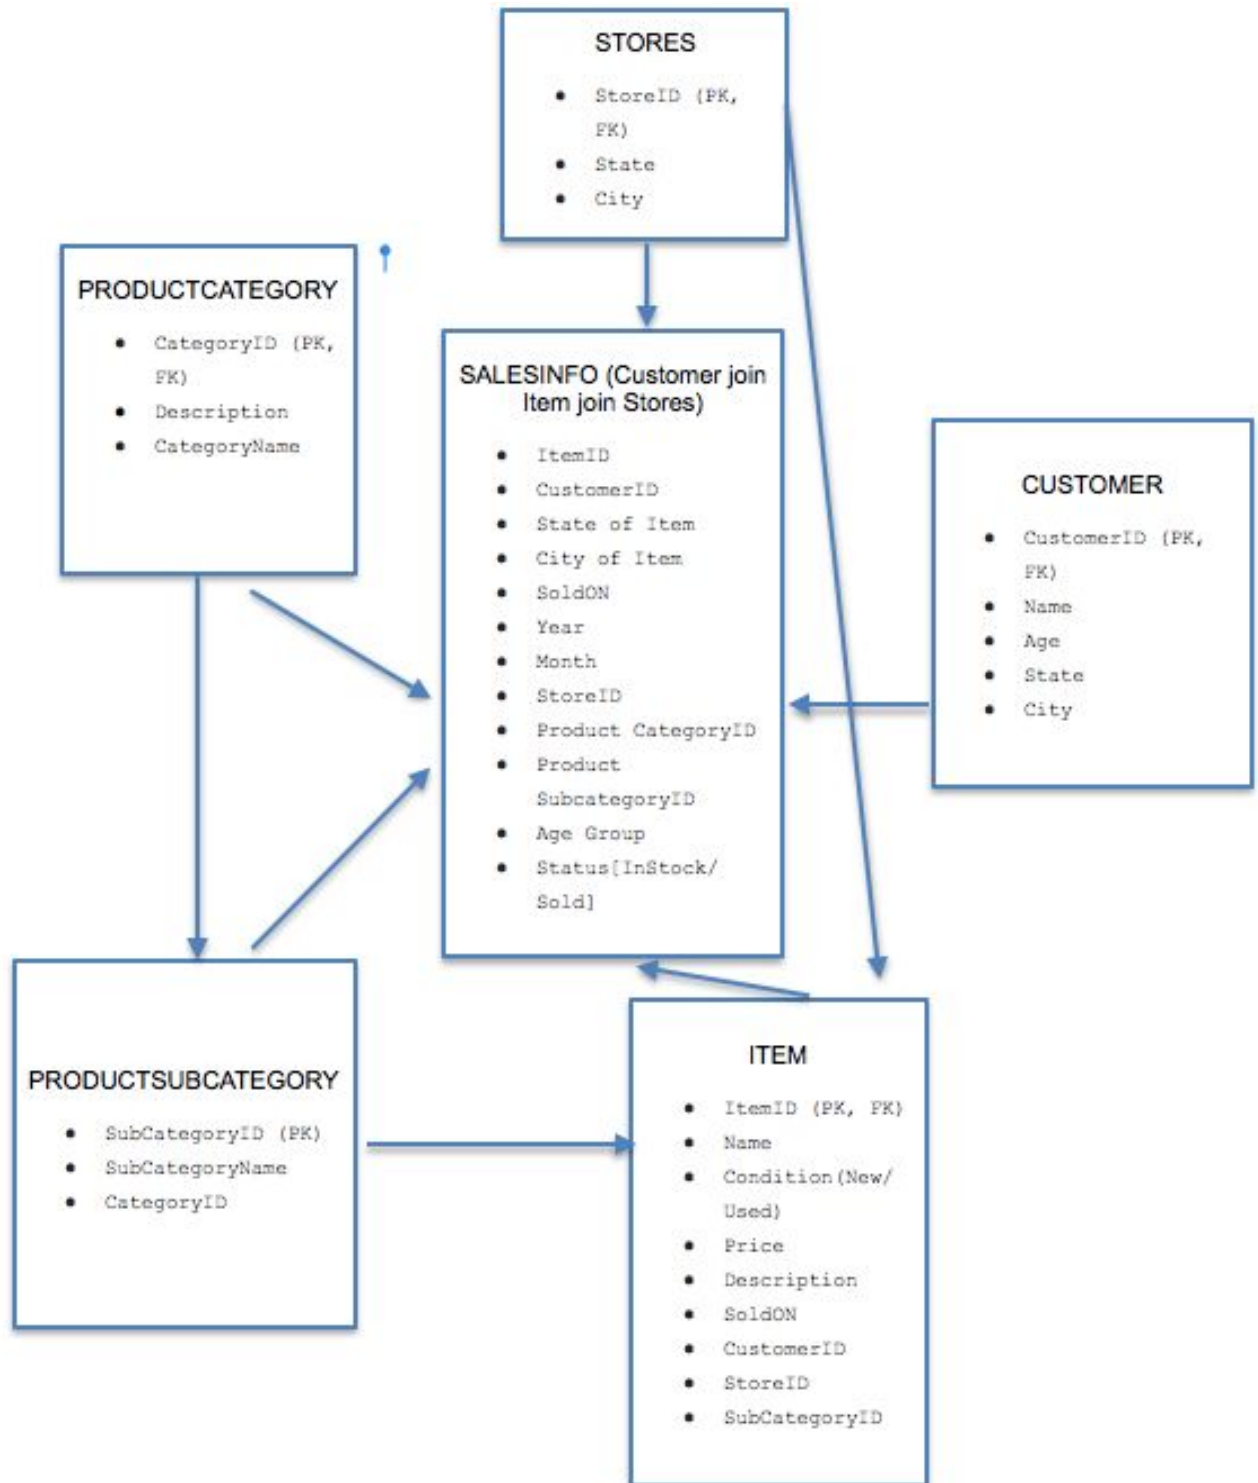 STORES
• StoreID (PK,
FK)
• State
• City
PRODUCTCATEGORY
• CategoryID (PK,
FK)
• Description
• CategoryName
SALESINFO (Customer join
Item join Stores)
• ItemID
• CustomerID
• State of Item
• City of Item
• SoldON
• Year
• Month
• StoreID
• Product CategoryID
• Product
SubcategoryID
• Age Group
• Status[InStock/
Sold]
CUSTOMER
• CustomerID (PK,
FK)
• Name
• Age
• State
• City
PRODUCTSUBCATEGORY
• SubCategoryID (PK)
• SubCategoryName
• CategoryID
ITEM
• ItemID (PK, FK)
• Name
• Condition(New/
Used)
• Price
• Description
• SoldON
• CustomerID
• StoreID
• SubCategoryID